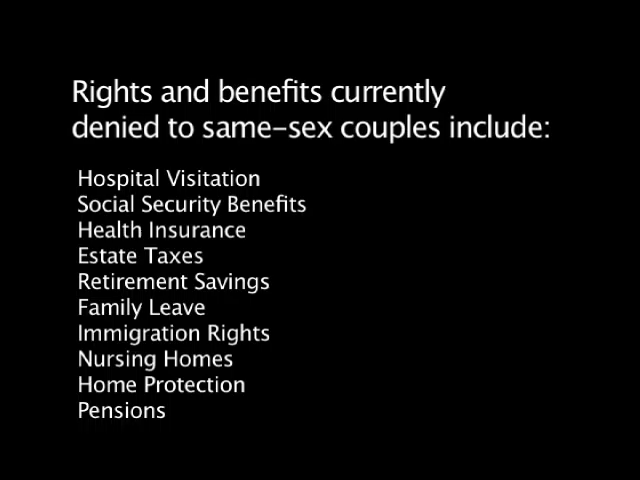 Rights and benefits currently
denied to same-sex couples include:
Hospital Visitation
Social Security Benefits
Health Insurance
Estate Taxes
Retirement Savings
Family Leave
Immigration Rights
Nursing Homes
Home Protection
Pensions